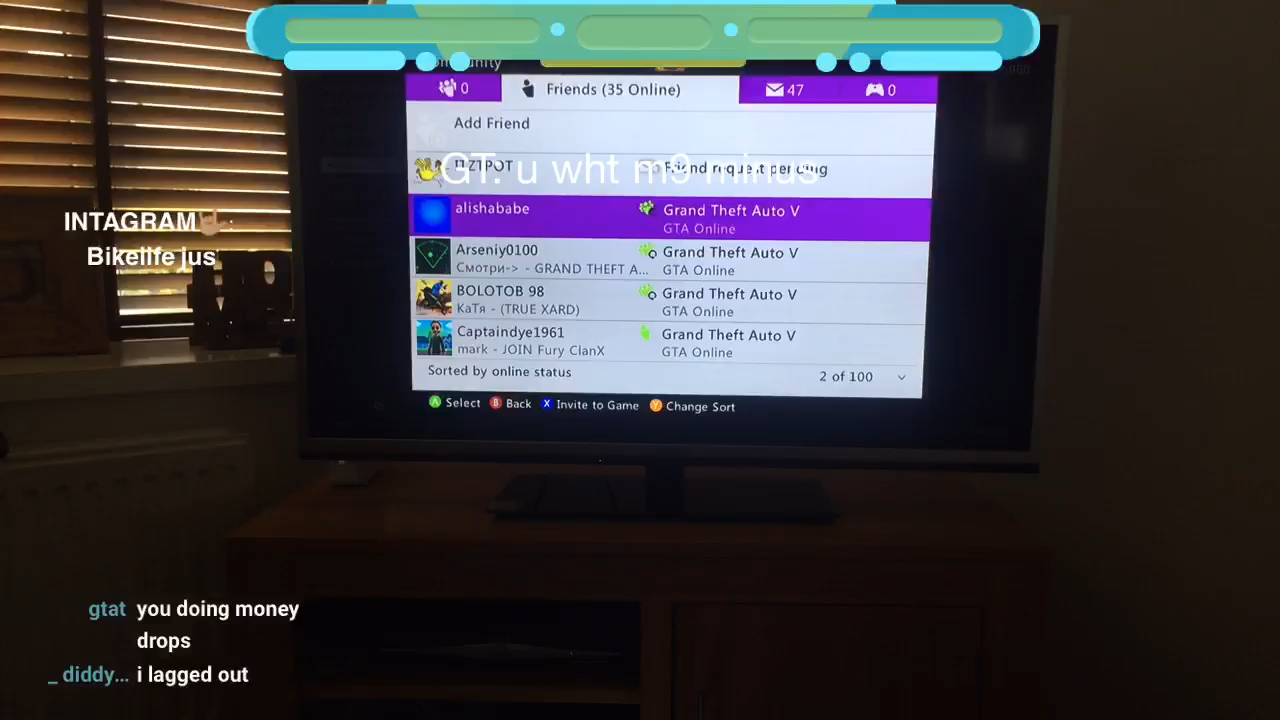 0
Friends (35 Online)
47
0
Add Friend
Friend request pending
GT: u wht m9 minus
alishababe
Grand Theft Auto V
GTA Online
INTAGRAM🤘🏻:
Bikelife jus
Arseniy0100
Grand Theft Auto V
Смотри-> - GRAND THEFT A...
GTA Online
BOLOTOB 98
Grand Theft Auto V
КаТя - (TRUE XARD)
GTA Online
Captaindye1961
Grand Theft Auto V
mark - JOIN Fury ClanX
GTA Online
Sorted by online status
2 of 100
A Select B Back X Invite to Game Y Change Sort
gtat you doing money
drops
_ diddy... i lagged out